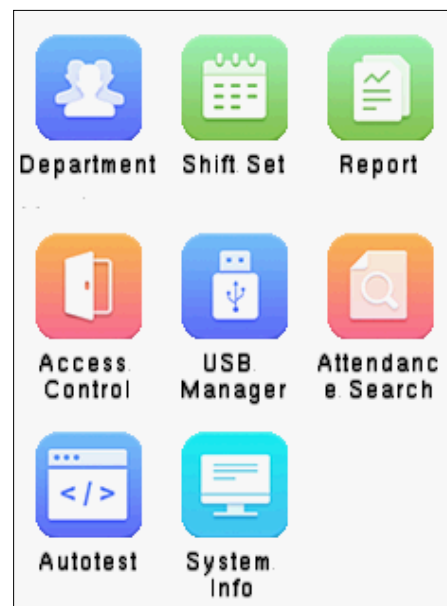 Department Shift Set Report
Access USB Attendanc
Control Manager e Search
</>
Autotest System
Info